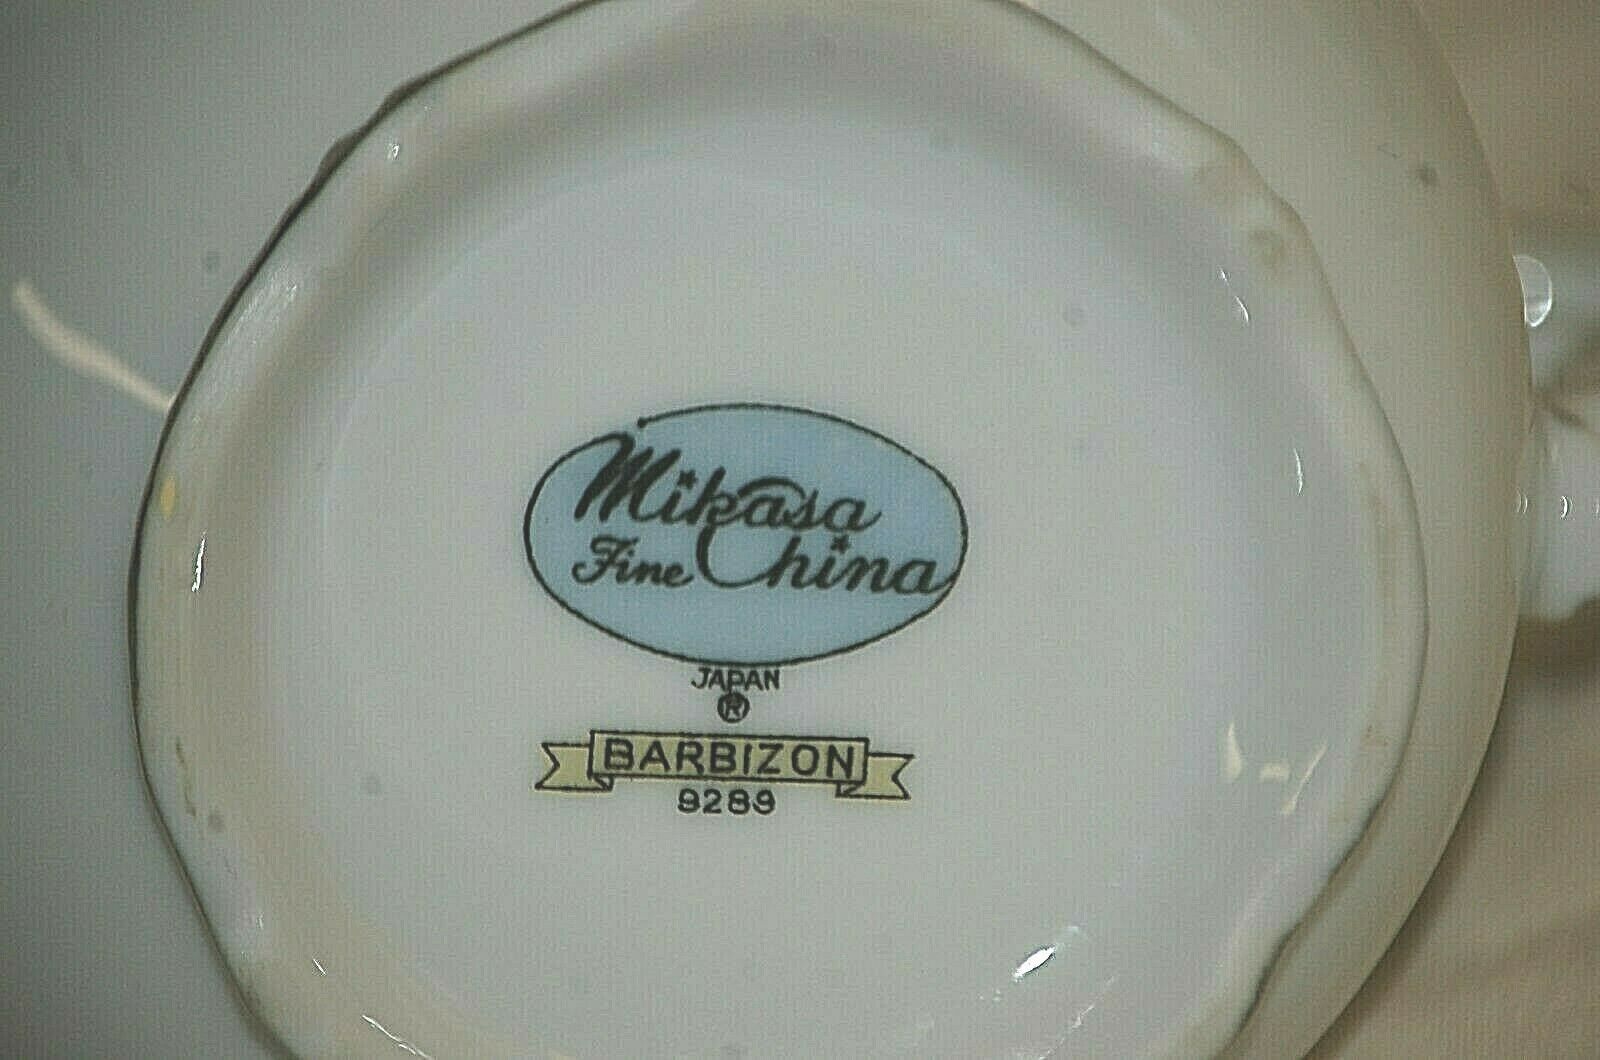 Mikasa
Fine China
JAPAN
®
BARBIZON
9289